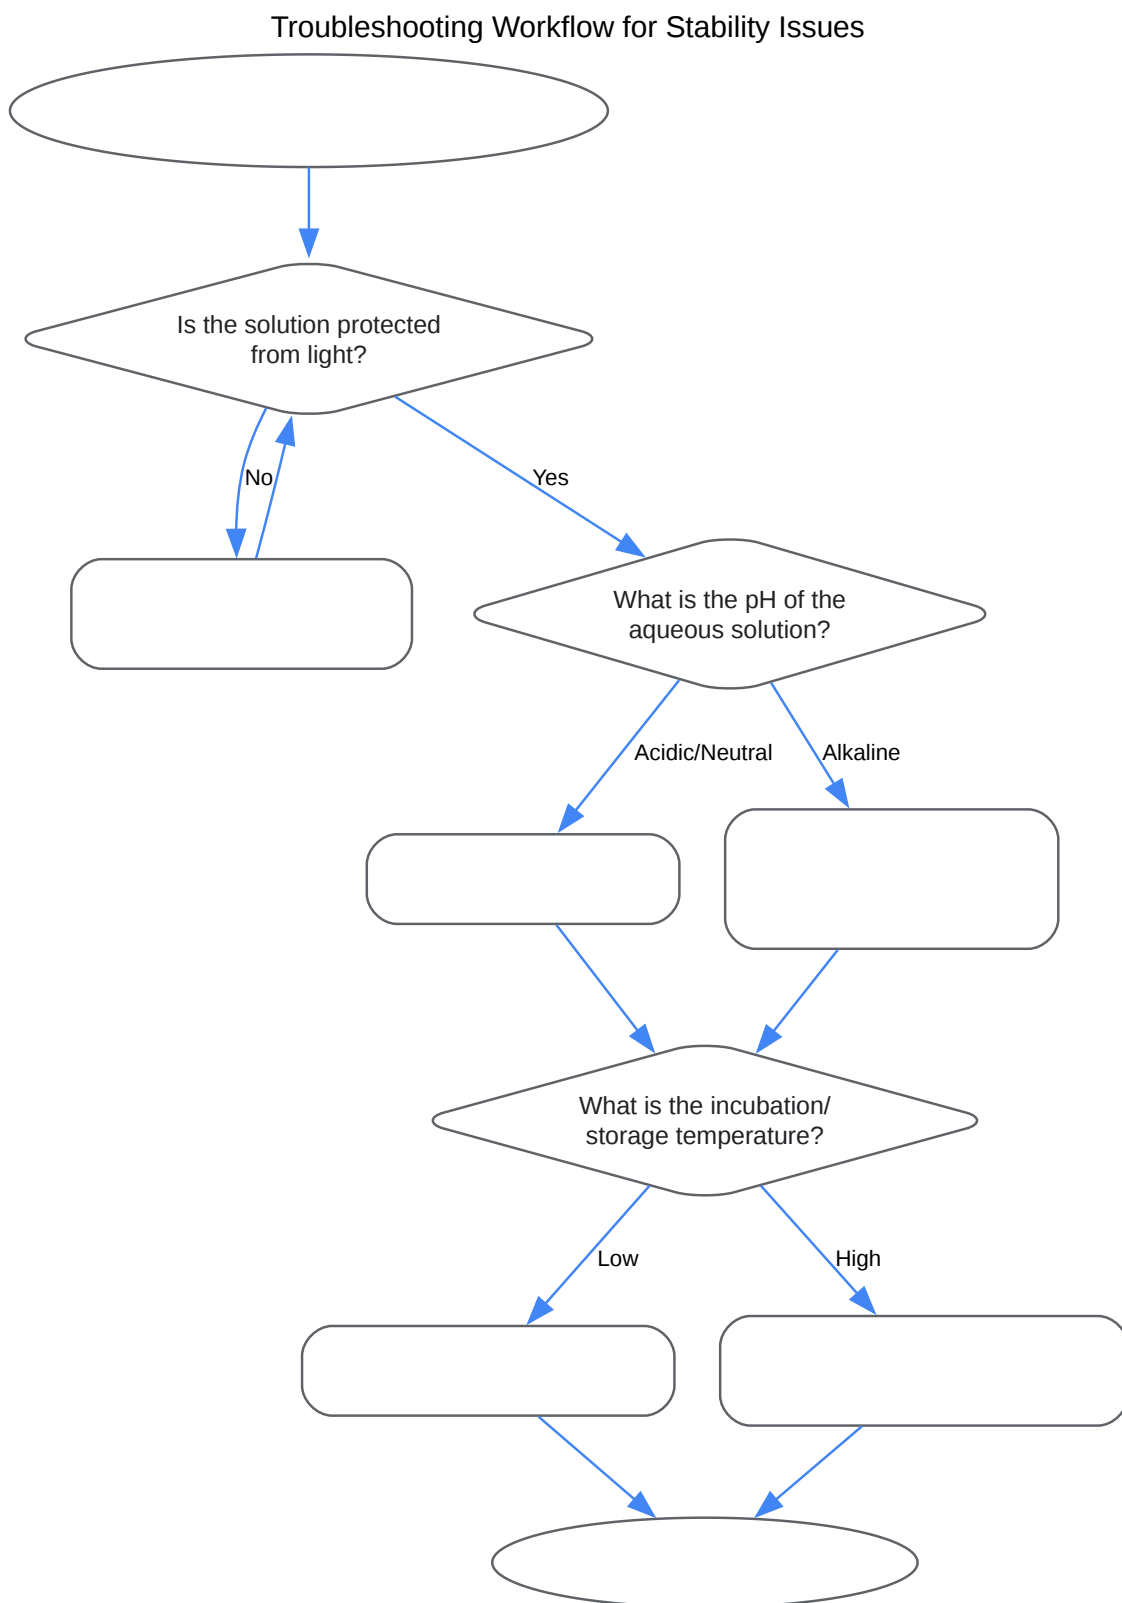 Troubleshooting Workflow for Stability Issues
Is the solution protected
from light?
No
Yes
What is the pH of the
aqueous solution?
Acidic/Neutral
Alkaline
What is the incubation/
storage temperature?
Low
High